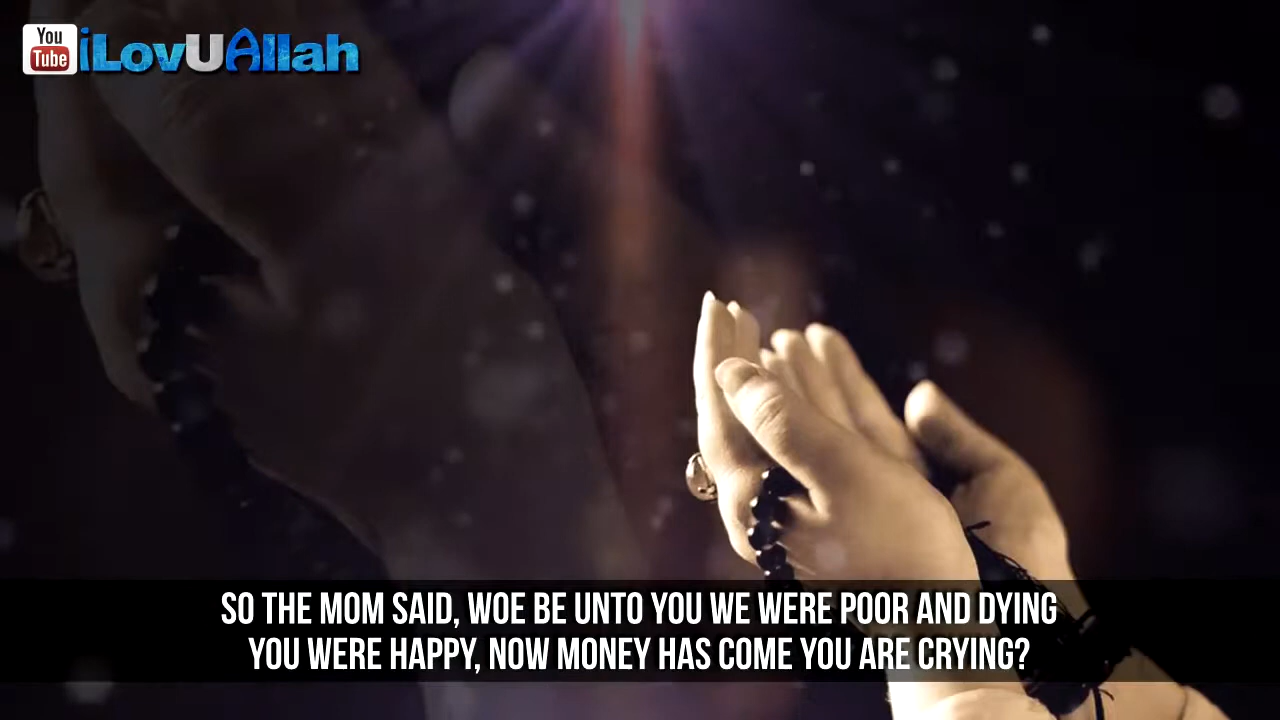 You
Tube
iLovUAllah
SO THE MOM SAID, WOE BE UNTO YOU WE WERE POOR AND DYING
YOU WERE HAPPY, NOW MONEY HAS COME YOU ARE CRYING?